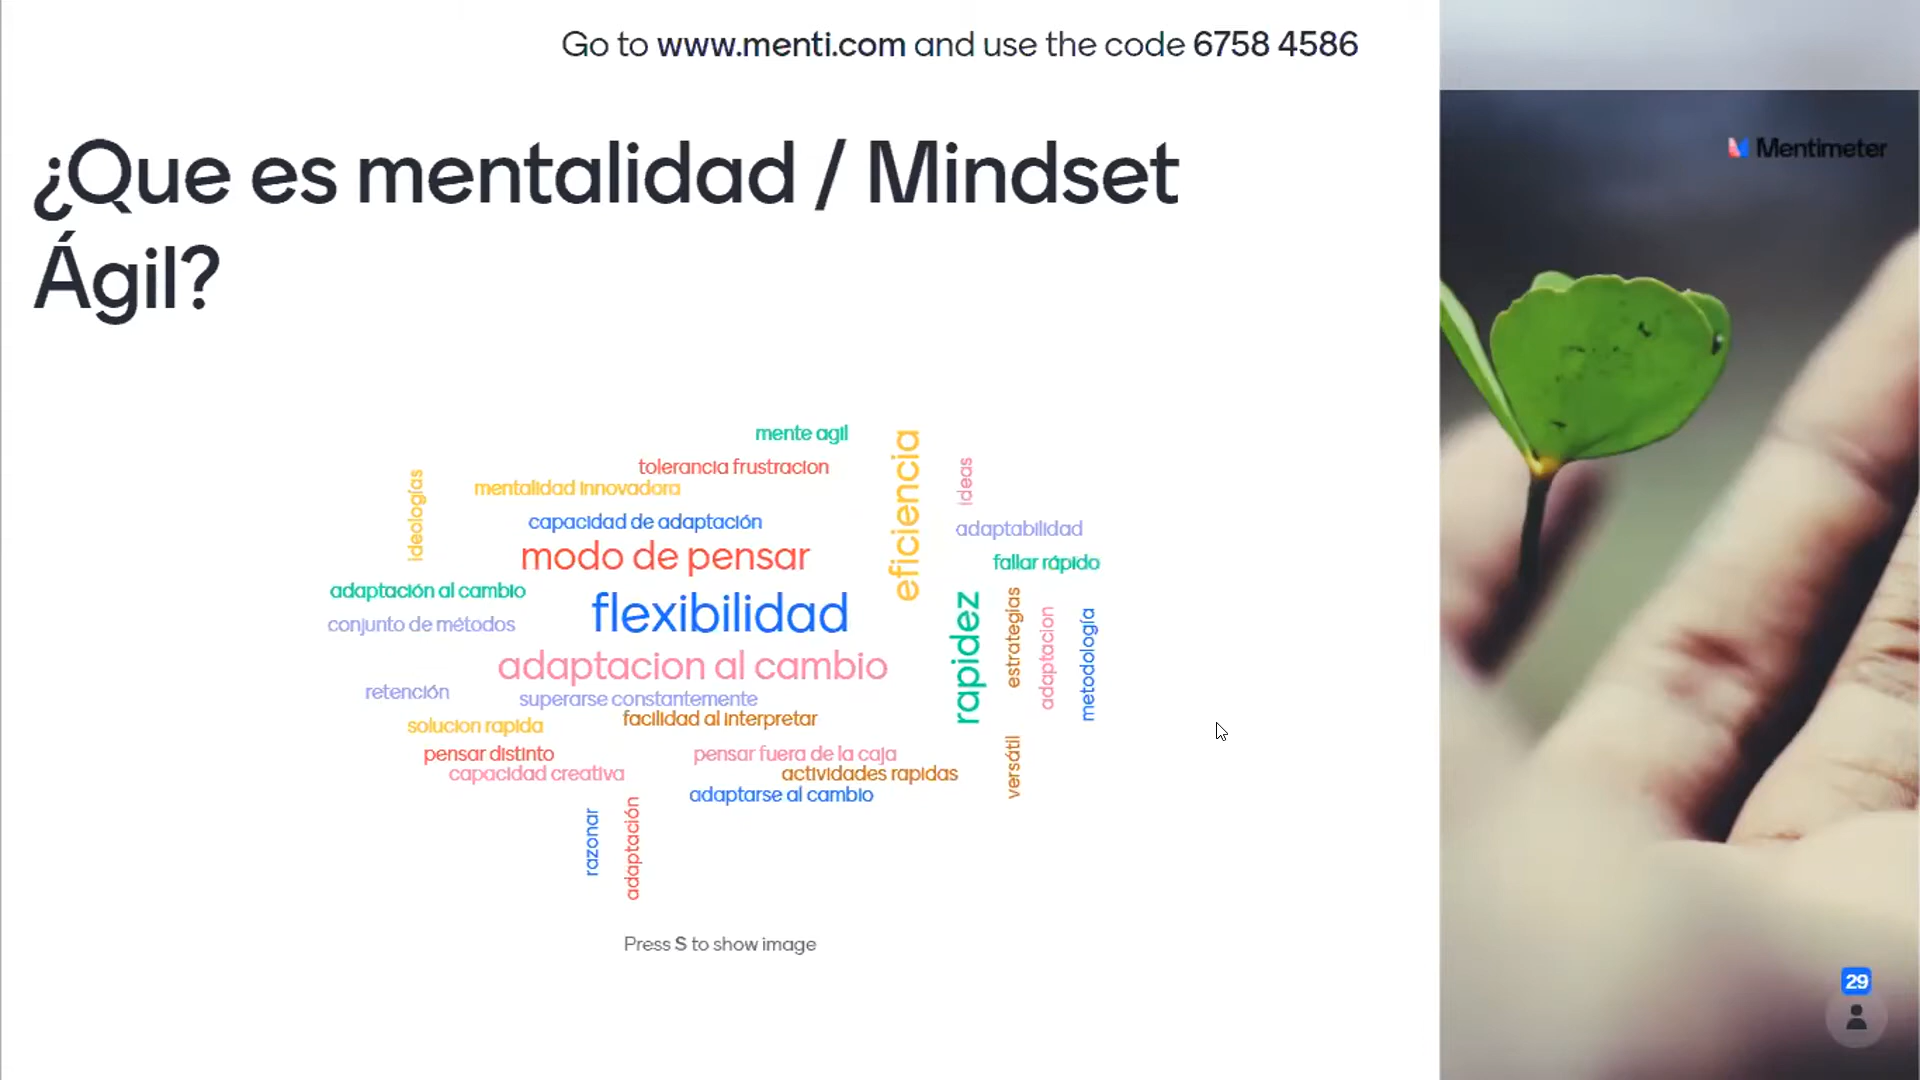 Go to www.menti.com and use the code 6758 4586
Mentimeter
¿Que es mentalidad / Mindset
Ágil?
mente agil
eficiencia
tolerancia frustracion
ideas
ideologías
mentalidad innovadora
capacidad de adaptación
adaptabilidad
modo de pensar
fallar rápido
adaptación al cambio
flexibilidad
rapidez
estrategias
adaptacion
metodología
conjunto de métodos
adaptacion al cambio
retención
superarse constantemente
facilidad al interpretar
solucion rapida
versátil
pensar distinto
pensar fuera de la caja
capacidad creativa
actividades rapidas
adaptarse al cambio
razonar
adaptación
Press S to show image
29